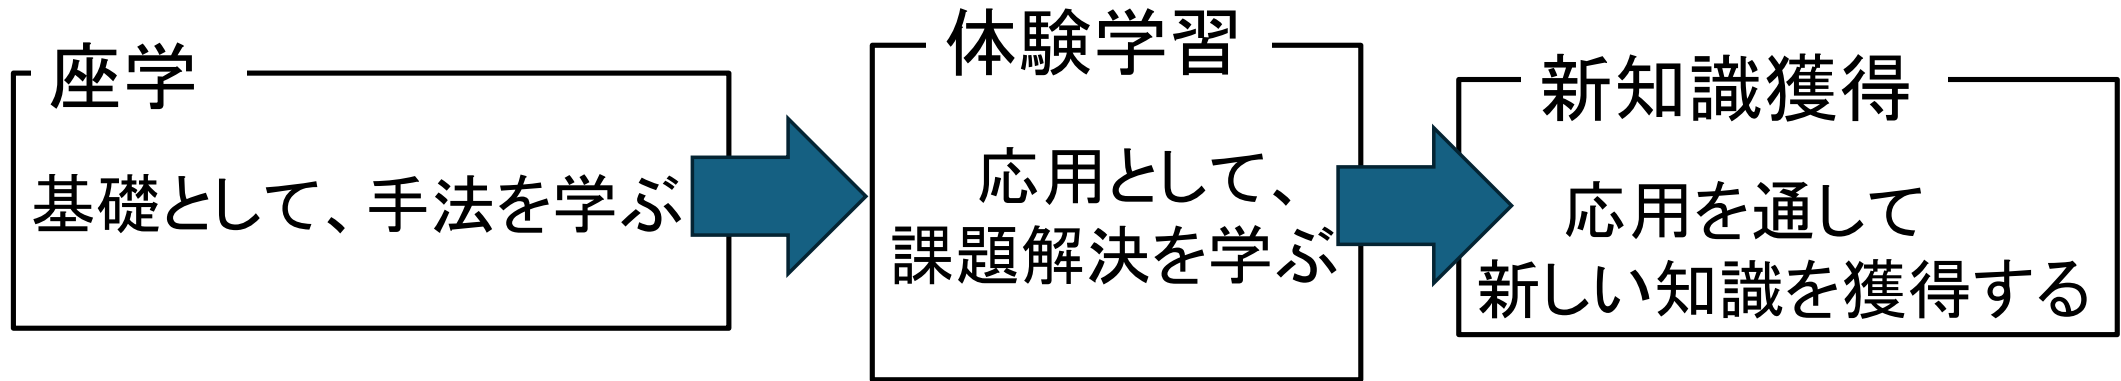 座学
基礎として、手法を学ぶ
体験学習
応用として、
課題解決を学ぶ
新知識獲得
応用を通して
新しい知識を獲得する